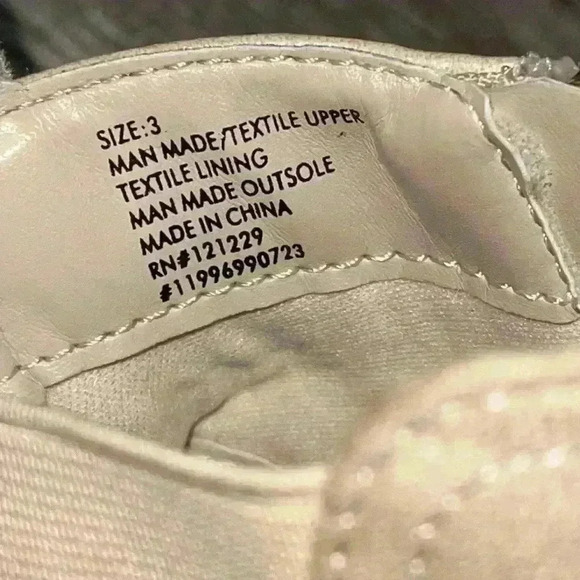 SIZE:3
MAN MADE/TEXTILE UPPER
TEXTILE LINING
MAN MADE OUTSOLE
MADE IN CHINA
RN#121229
#11996990723